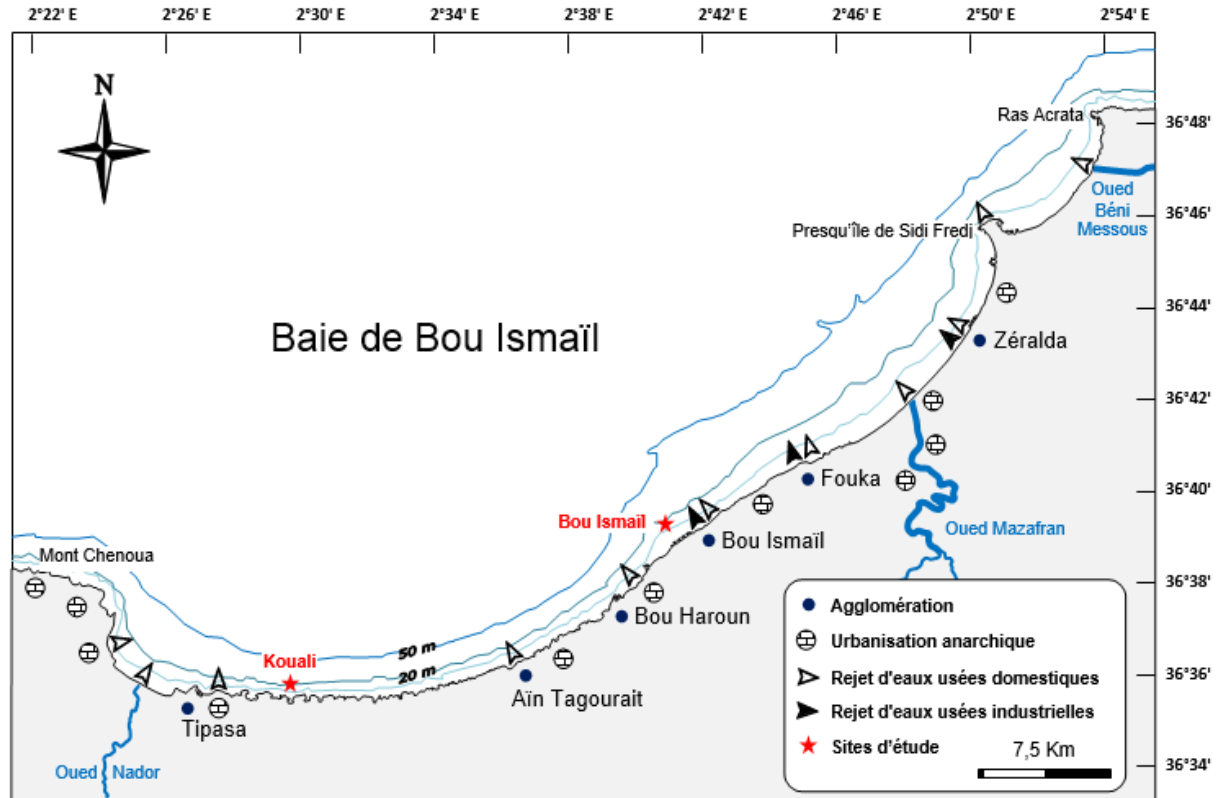 2°22' E 2°26' E 2°30' E 2°34' E 2°38' E 2°42' E 2°46' E 2°50' E 2°54' E
N
Ras Acrata
36°48'
Oued
Béni
Messous
36°46'
Presqu'île de Sidi Fredj
36°44'
Baie de Bou Ismaïl
Zéralda
36°42'
Fouka
36°40'
Bou Ismaïl
Oued Mazafran
Bou Ismaïl
Mont Chenoua
36°38'
Bou Haroun
50 m
Kouali
20 m
36°36'
Aïn Tagourait
Tipasa
Oued Nador
36°34'
Agglomération
Urbanisation anarchique
Rejet d'eaux usées domestiques
Rejet d'eaux usées industrielles
Sites d'étude
7,5 Km